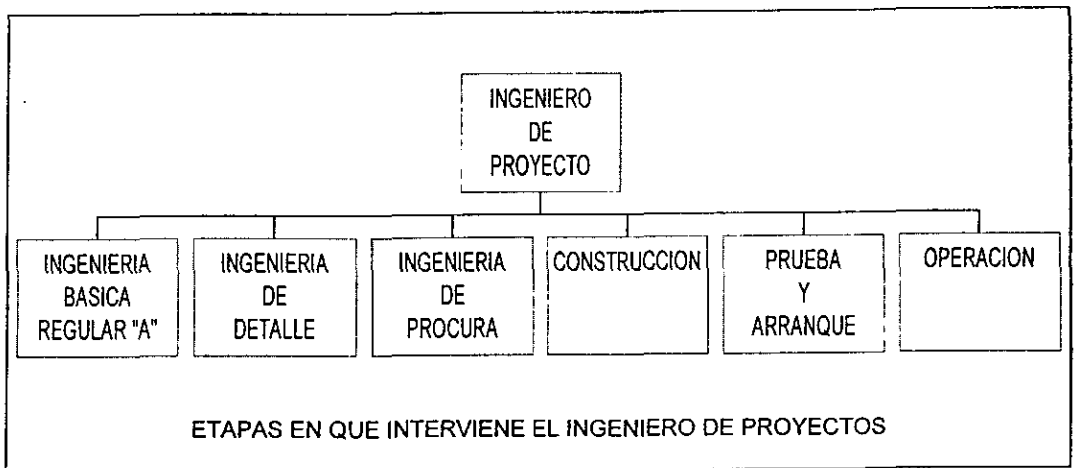 INGENIERO
DE
PROYECTO
INGENIERIA
BASICA
REGULAR "A"
INGENIERIA
DE
DETALLE
INGENIERIA
DE
PROCURA
CONSTRUCCION
PRUEBA
Y
ARRANQUE
OPERACION
ETAPAS EN QUE INTERVIENE EL INGENIERO DE PROYECTOS